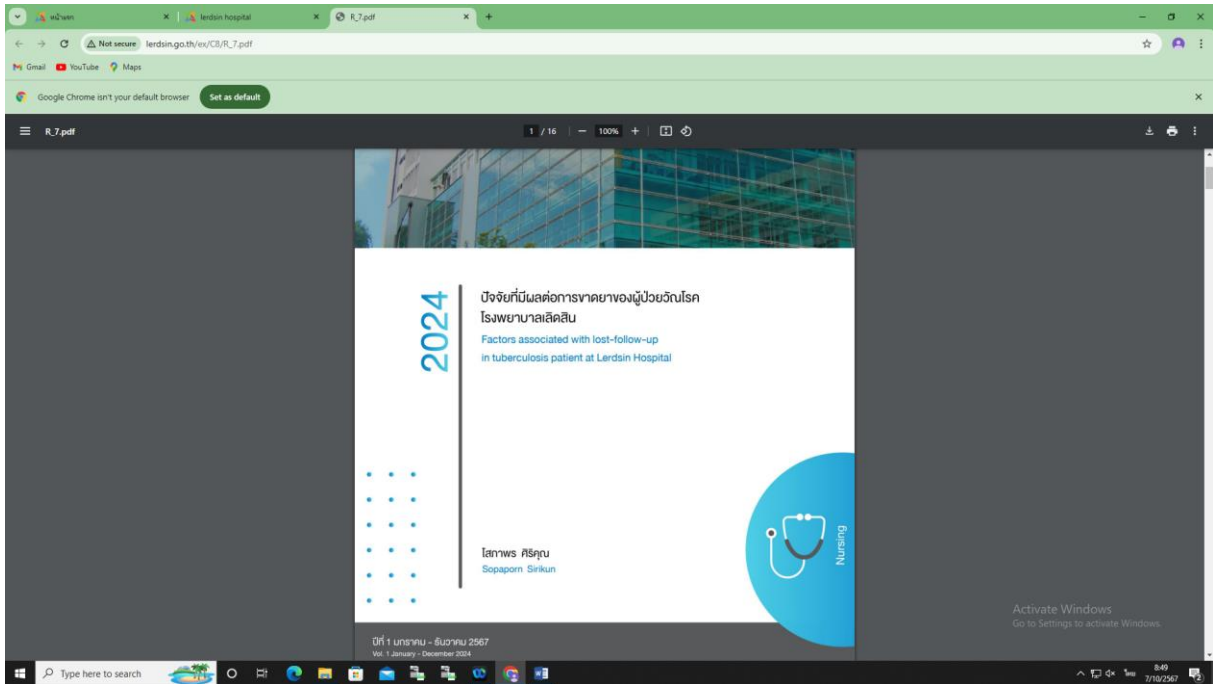 หน้าแรก
lerdsin hospital
R_7.pdf
Not secure
lerdsin.go.th/ex/C8/R_7.pdf
Gmail
YouTube
Maps
Google Chrome isn't your default browser
Set as default
R_7.pdf
1 / 16
100%
2024
ปัจจัยที่มีผลต่อการขาดยาของผู้ป่วยวัณโรค
โรงพยาบาลเลิดสิน
Factors associated with lost-follow-up
in tuberculosis patient at Lerdsin Hospital
โสภาพร ศิริคุณ
Sopaporn Sirikun
Nursing
ปีที่ 1 มกราคม - ธันวาคม 2567
Vol. 1 January - December 2024
Activate Windows
Go to Settings to activate Windows.
Type here to search
ไทย
8:49
7/10/2567